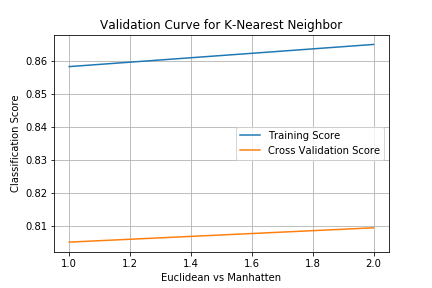 Validation Curve for K-Nearest Neighbor
0.86
0.85
0.84
0.83
0.82
0.81
Classification Score
Training Score
Cross Validation Score
1.0 1.2 1.4 1.6 1.8 2.0
Euclidean vs Manhatten